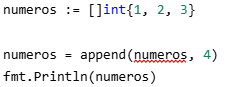 numeros := []int{1, 2, 3}
numeros = append(numeros, 4)
fmt.Println(numeros)